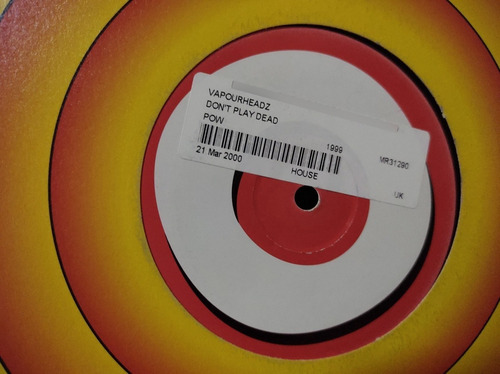 VAPOURHEADZ
DON'T PLAY DEAD
POW
1999 MR31290
21 Mar 2000 HOUSE UK